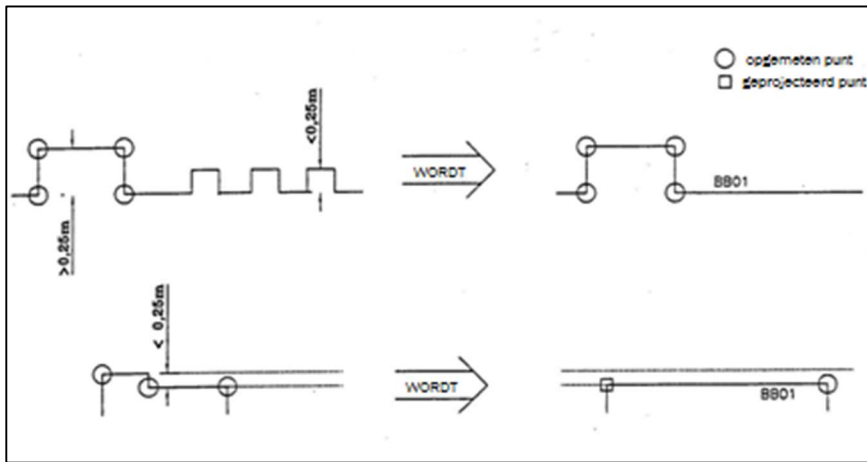 opgemeten punt
geprojecteerd punt
<0,25m
>0,25m
WORDT
BB01
< 0,25m
WORDT
BB01